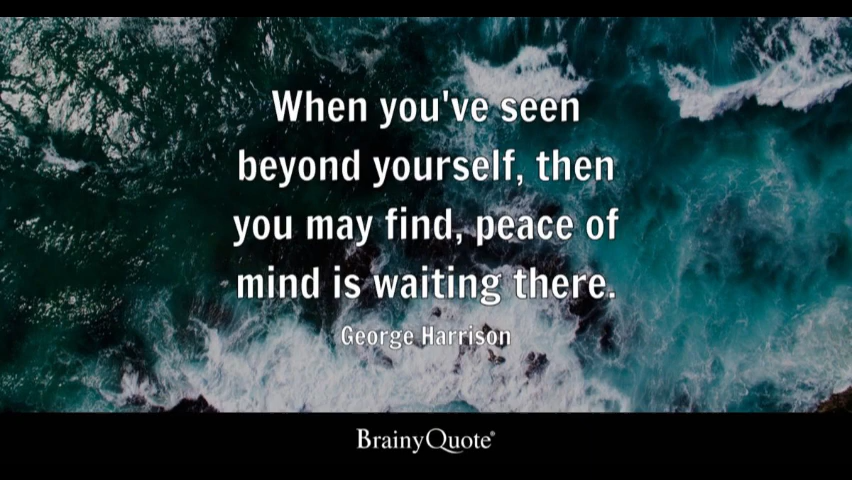 When you've seen
beyond yourself, then
you may find, peace of
mind is waiting there.
George Harrison
BrainyQuote®